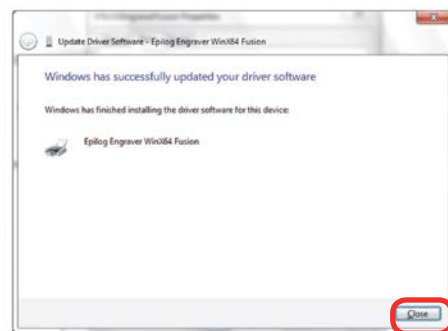 Update Driver Software - Epilog Engraver WinX64 Fusion
Windows has successfully updated your driver software
Windows has finished installing the driver software for this device:
Epilog Engraver WinX64 Fusion
Close